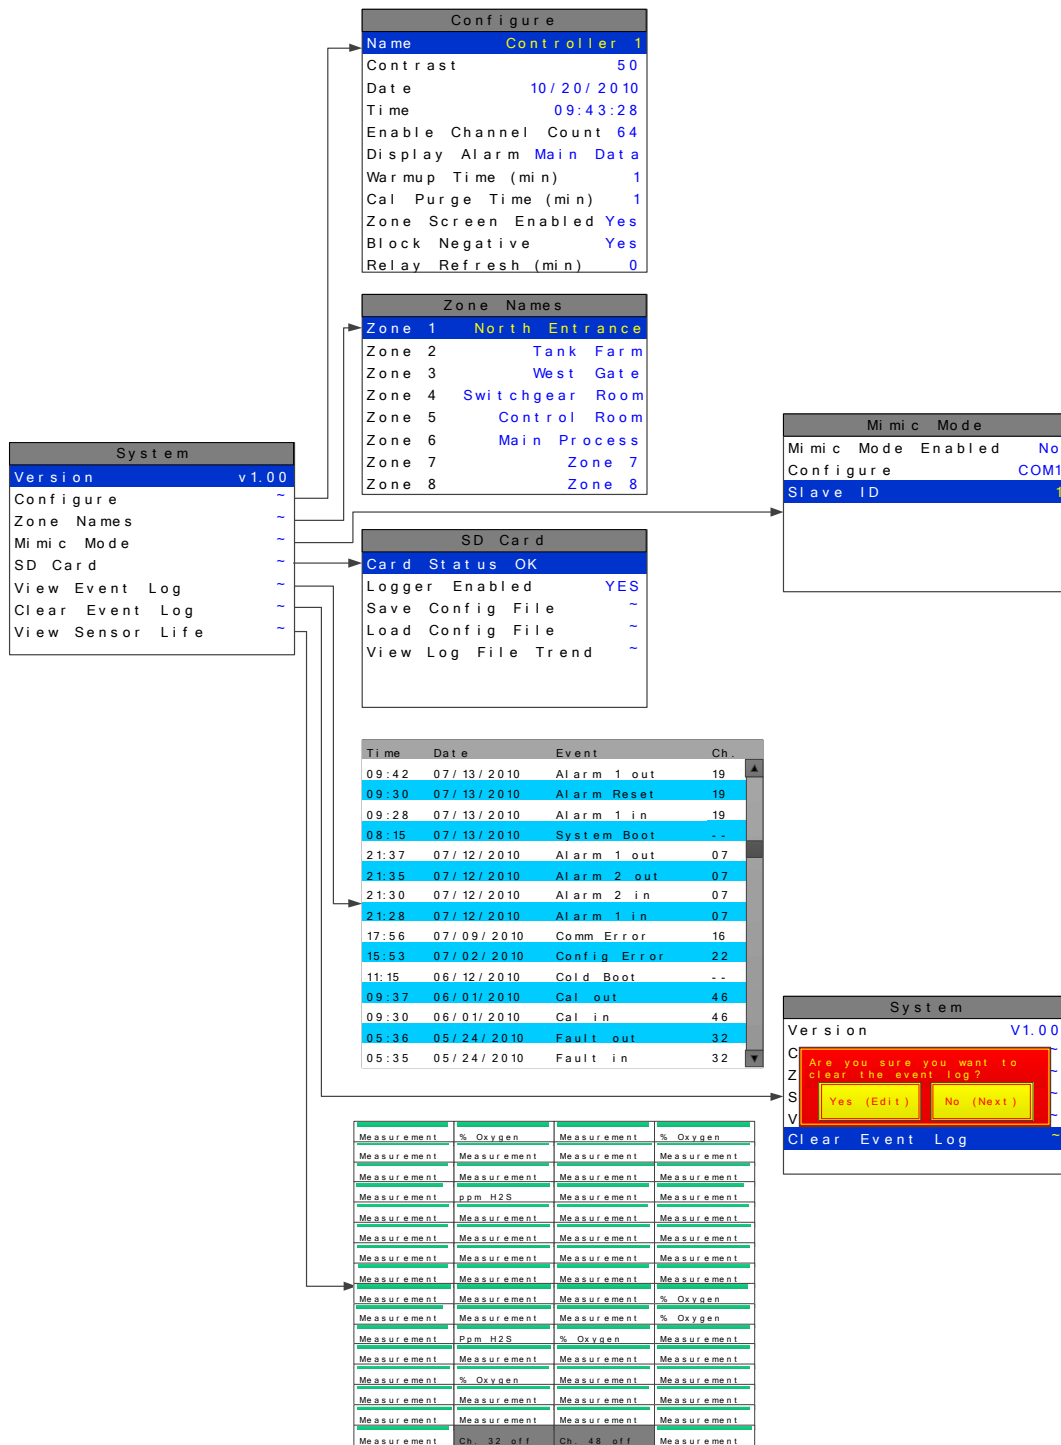 Configure
Name Controller 1
Contrast 50
Date 10/20/2010
Time 09:43:28
Enable Channel Count 64
Display Alarm Main Data
Warmup Time (min) 1
Cal Purge Time (min) 1
Zone Screen Enabled Yes
Block Negative Yes
Relay Refresh (min) 0
Zone Names
Zone 1 North Entrance
Zone 2 Tank Farm
Zone 3 West Gate
Zone 4 Switchgear Room
Zone 5 Control Room
Zone 6 Main Process
Zone 7 Zone 7
Zone 8 Zone 8
System
Version v1.00
Configure ~
Zone Names ~
Mimic Mode ~
SD Card ~
View Event Log ~
Clear Event Log ~
View Sensor Life ~
Mimic Mode
Mimic Mode Enabled No
Configure COM1
Slave ID 1
SD Card
Card Status OK
Logger Enabled YES
Save Config File ~
Load Config File ~
View Log File Trend ~
Time Date Event Ch.
09:42 07/13/2010 Alarm 1 out 19
09:30 07/13/2010 Alarm Reset 19
09:28 07/13/2010 Alarm 1 in 19
08:15 07/13/2010 System Boot --
21:37 07/12/2010 Alarm 1 out 07
21:35 07/12/2010 Alarm 2 out 07
21:30 07/12/2010 Alarm 2 in 07
21:28 07/12/2010 Alarm 1 in 07
17:56 07/09/2010 Comm Error 16
15:53 07/02/2010 Config Error 22
11:15 06/12/2010 Cold Boot --
09:37 06/01/2010 Cal out 46
09:30 06/01/2010 Cal in 46
05:36 05/24/2010 Fault out 32
05:35 05/24/2010 Fault in 32
System
Version V1.00
C ~
Z ~
S ~
V ~
Are you sure you want to
clear the event log?
Yes (Edit) No (Next)
Clear Event Log ~
Measurement % Oxygen Measurement % Oxygen
Measurement Measurement Measurement Measurement
Measurement Measurement Measurement Measurement
Measurement ppm H2S Measurement Measurement
Measurement Measurement Measurement Measurement
Measurement Measurement Measurement Measurement
Measurement Measurement Measurement Measurement
Measurement Measurement Measurement Measurement
Measurement Measurement Measurement % Oxygen
Measurement Measurement Measurement % Oxygen
Measurement Ppm H2S % Oxygen Measurement
Measurement Measurement Measurement Measurement
Measurement % Oxygen Measurement Measurement
Measurement Measurement Measurement Measurement
Measurement Measurement Measurement Measurement
Measurement Ch. 32 off Ch. 48 off Measurement